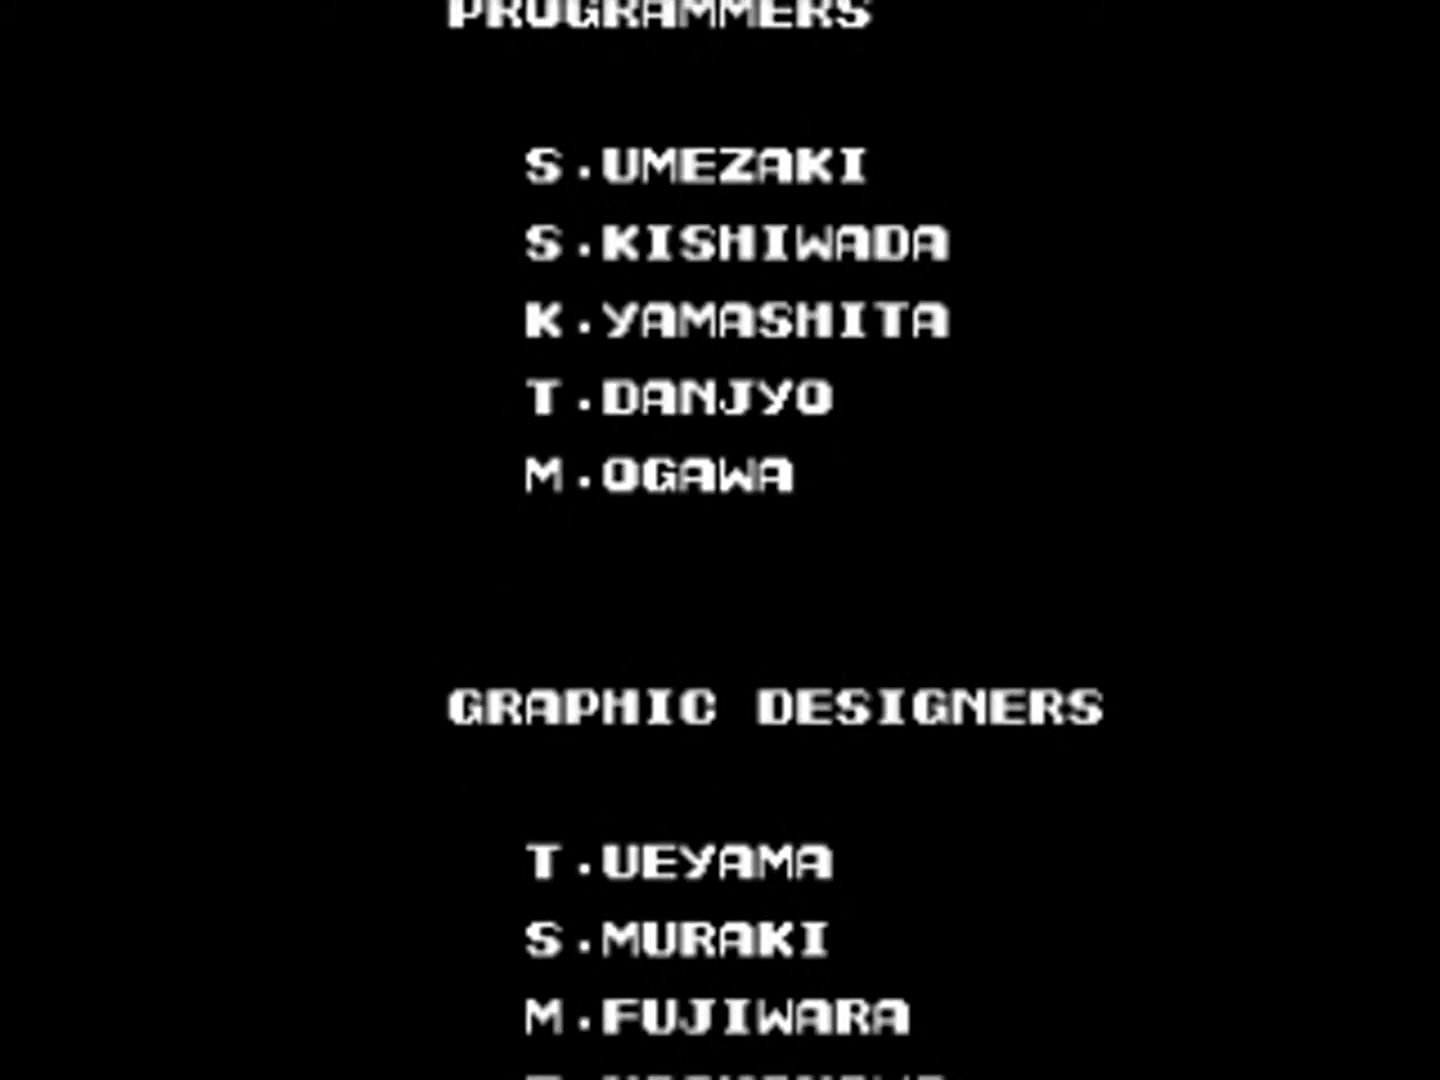 PROGRAMMERS
S.UMEZAKI
S.KISHIWADA
K.YAMASHITA
T.DANJYO
M.OGAWA
GRAPHIC DESIGNERS
T.UEYAMA
S.MURAKI
M.FUJIWARA